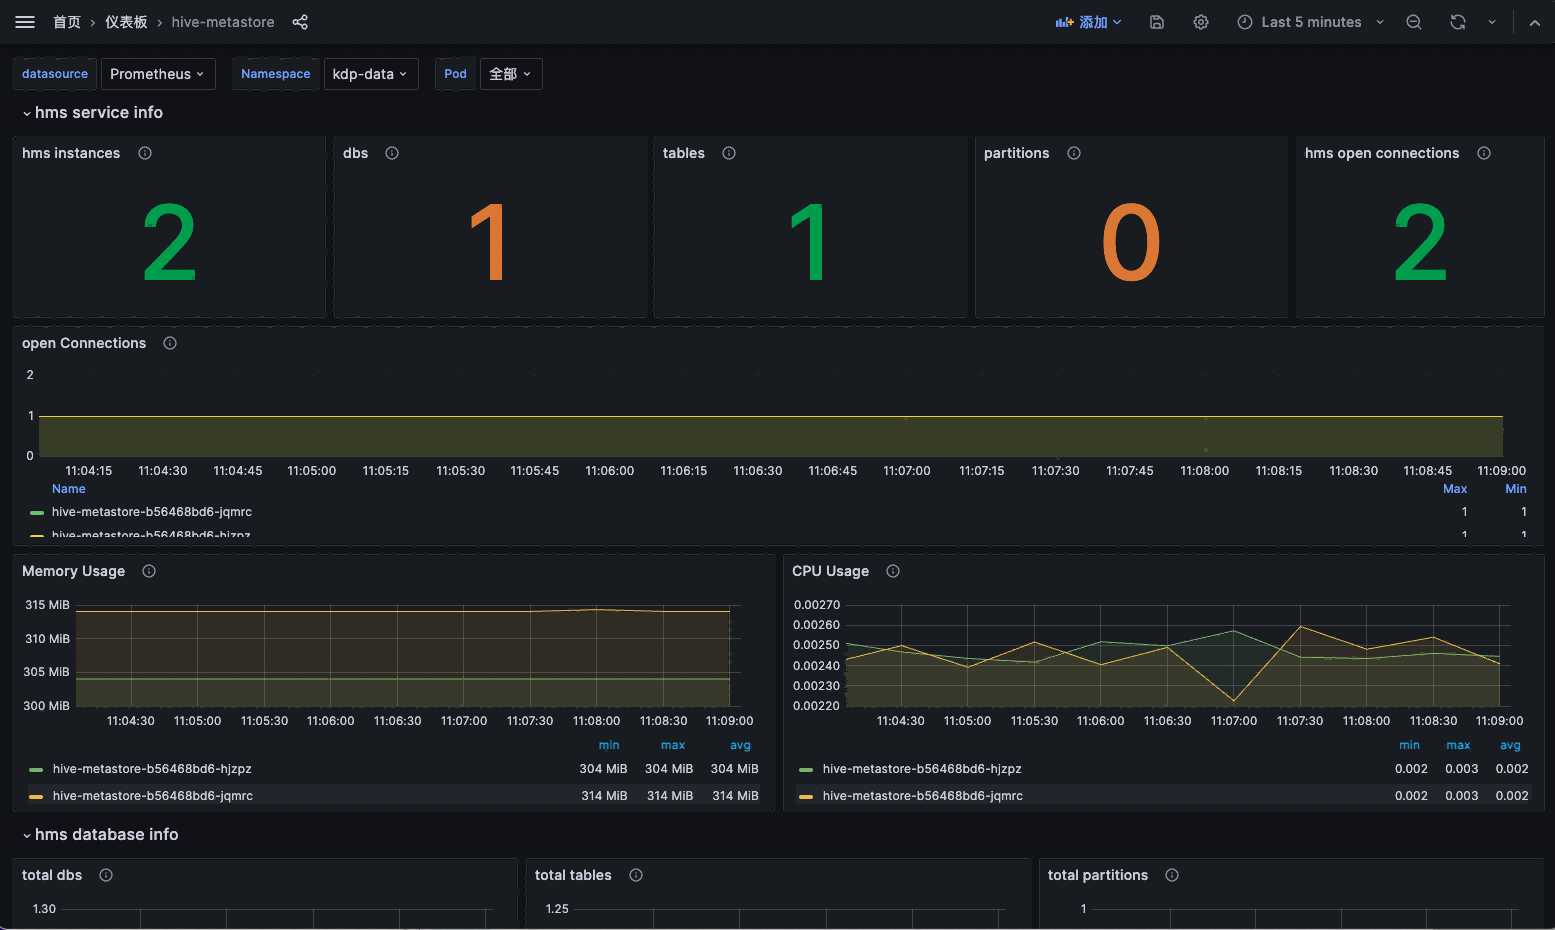 首页 › 仪表板 › hive-metastore 添加 Last 5 minutes
datasource Prometheus Namespace kdp-data Pod 全部
hms service info
hms instances dbs tables partitions hms open connections
2 1 1 0 2
open Connections
2
1
0
11:04:15 11:04:30 11:04:45 11:05:00 11:05:15 11:05:30 11:05:45 11:06:00 11:06:15 11:06:30 11:06:45 11:07:00 11:07:15 11:07:30 11:07:45 11:08:00 11:08:15 11:08:30 11:08:45 11:09:00
Name Max Min
hive-metastore-b56468bd6-jqmrc 1 1
hive-metastore-b56468bd6-hjzpz 1 1
Memory Usage
315 MiB
310 MiB
305 MiB
300 MiB
11:04:30 11:05:00 11:05:30 11:06:00 11:06:30 11:07:00 11:07:30 11:08:00 11:08:30 11:09:00
min max avg
hive-metastore-b56468bd6-hjzpz 304 MiB 304 MiB 304 MiB
hive-metastore-b56468bd6-jqmrc 314 MiB 314 MiB 314 MiB
CPU Usage
0.00270
0.00260
0.00250
0.00240
0.00230
0.00220
11:04:30 11:05:00 11:05:30 11:06:00 11:06:30 11:07:00 11:07:30 11:08:00 11:08:30 11:09:00
min max avg
hive-metastore-b56468bd6-hjzpz 0.002 0.003 0.002
hive-metastore-b56468bd6-jqmrc 0.002 0.003 0.002
hms database info
total dbs total tables total partitions
1.30 1.25 1